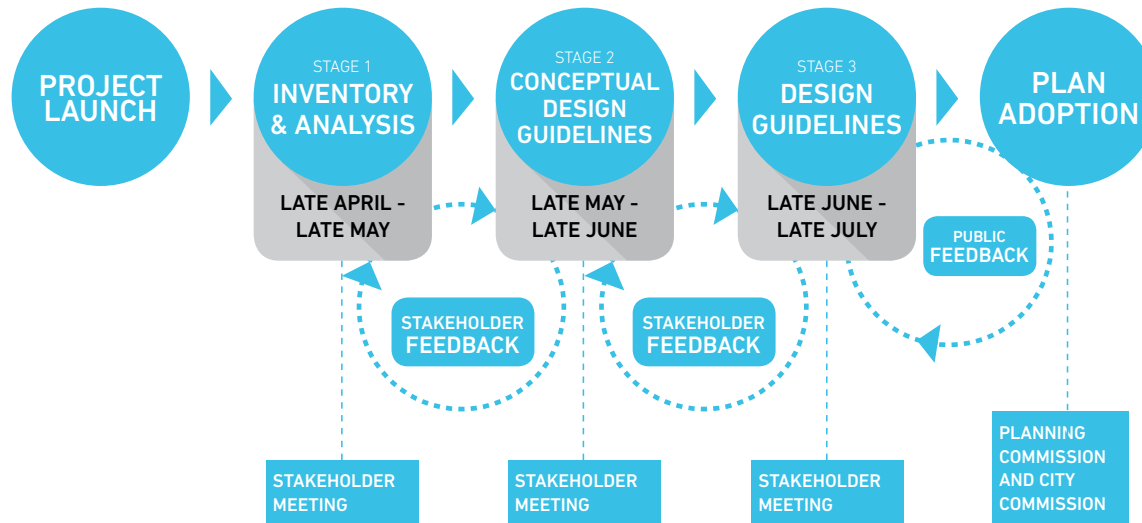 PROJECT
LAUNCH
STAGE 1
INVENTORY
& ANALYSIS
LATE APRIL -
LATE MAY
STAGE 2
CONCEPTUAL
DESIGN
GUIDELINES
LATE MAY -
LATE JUNE
STAGE 3
DESIGN
GUIDELINES
LATE JUNE -
LATE JULY
PLAN
ADOPTION
STAKEHOLDER
FEEDBACK
STAKEHOLDER
FEEDBACK
PUBLIC
FEEDBACK
STAKEHOLDER
MEETING
STAKEHOLDER
MEETING
STAKEHOLDER
MEETING
PLANNING
COMMISSION
AND CITY
COMMISSION